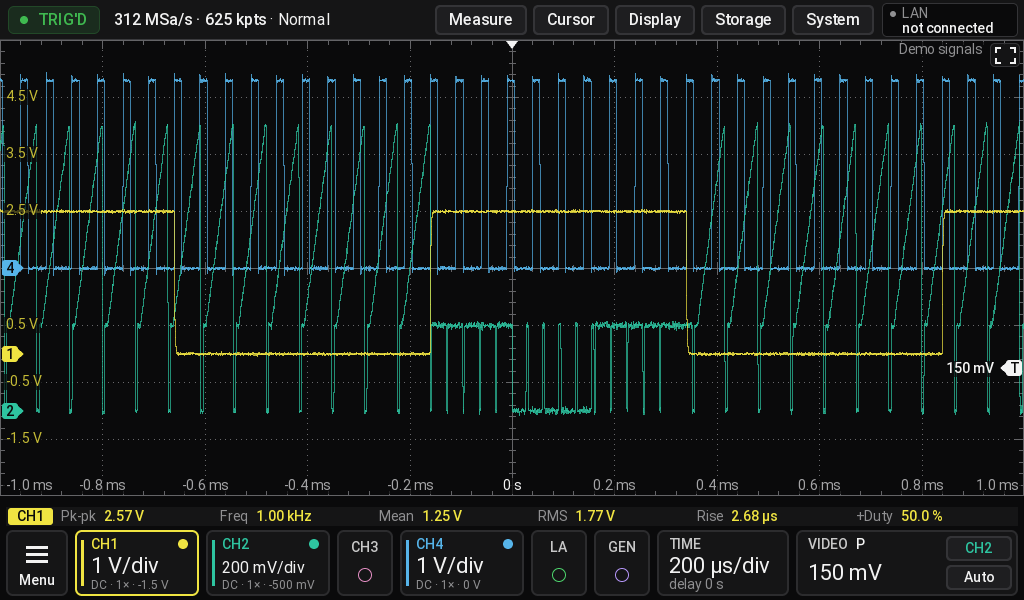 TRIG'D 312 MSa/s · 625 kpts · Normal Measure Cursor Display Storage System LAN
not connected
Demo signals
4.5 V
3.5 V
2.5 V
4
0.5 V
1
150 mV T
-0.5 V
2
-1.5 V
-1.0 ms -0.8 ms -0.6 ms -0.4 ms -0.2 ms 0 s 0.2 ms 0.4 ms 0.6 ms 0.8 ms 1.0 ms
CH1 Pk-pk 2.57 V Freq 1.00 kHz Mean 1.25 V RMS 1.77 V Rise 2.68 µs +Duty 50.0 %
Menu
CH1
1 V/div
DC · 1× · -1.5 V
CH2
200 mV/div
DC · 1× · -500 mV
CH3
CH4
1 V/div
DC · 1× · 0 V
LA
GEN
TIME
200 µs/div
delay 0 s
VIDEO P
150 mV
CH2
Auto